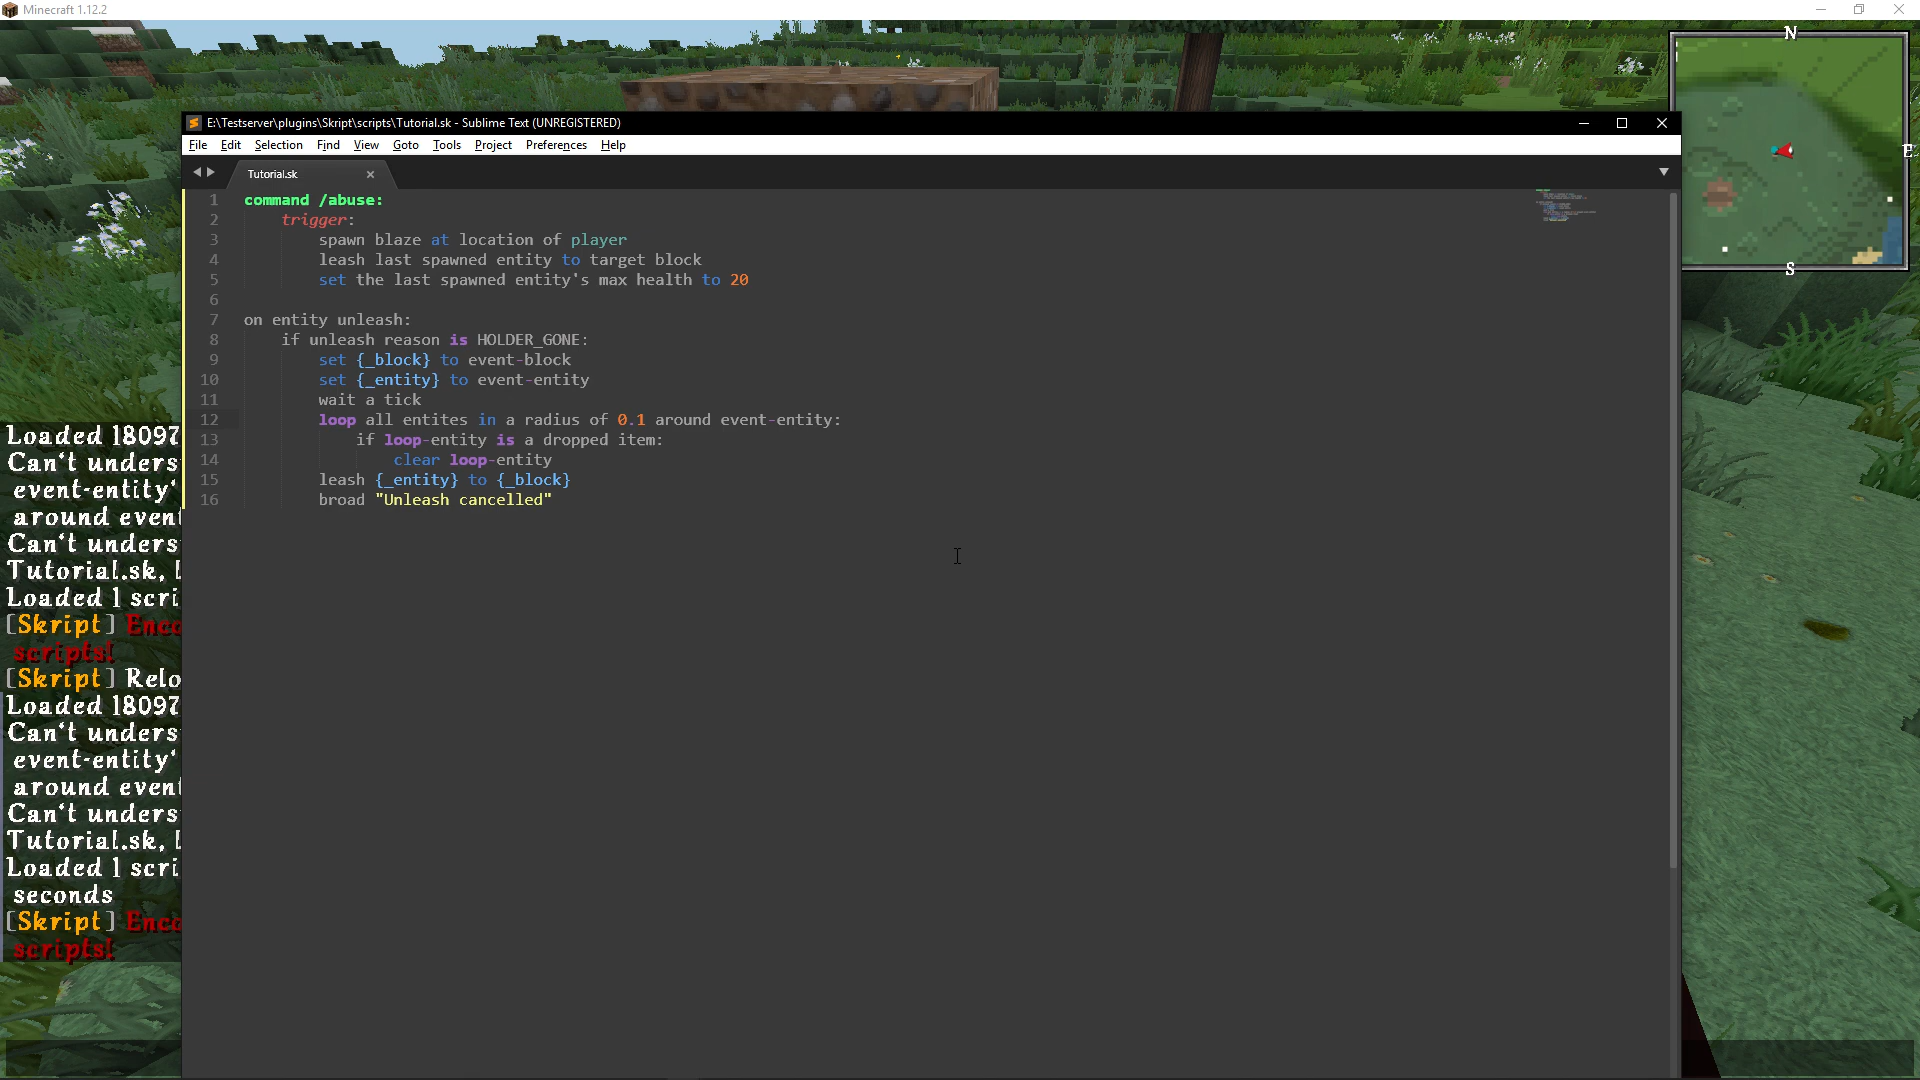 Minecraft 1.12.2
N
E
S
E:\Testserver\plugins\Skript\scripts\Tutorial.sk - Sublime Text (UNREGISTERED)
File Edit Selection Find View Goto Tools Project Preferences Help
Tutorial.sk
1 command /abuse:
2 trigger:
3 spawn blaze at location of player
4 leash last spawned entity to target block
5 set the last spawned entity's max health to 20
6
7 on entity unleash:
8 if unleash reason is HOLDER_GONE:
9 set {_block} to event-block
10 set {_entity} to event-entity
11 wait a tick
12 loop all entites in a radius of 0.1 around event-entity:
13 if loop-entity is a dropped item:
14 clear loop-entity
15 leash {_entity} to {_block}
16 broad "Unleash cancelled"
Loaded 18097
Can't unders
event-entity'
around event
Can't unders
Tutorial.sk, l
Loaded 1 scri
[Skript] Enco
scripts!
[Skript] Relo
Loaded 18097
Can't unders
event-entity'
around event
Can't unders
Tutorial.sk, l
Loaded 1 scri
seconds
[Skript] Enco
scripts!